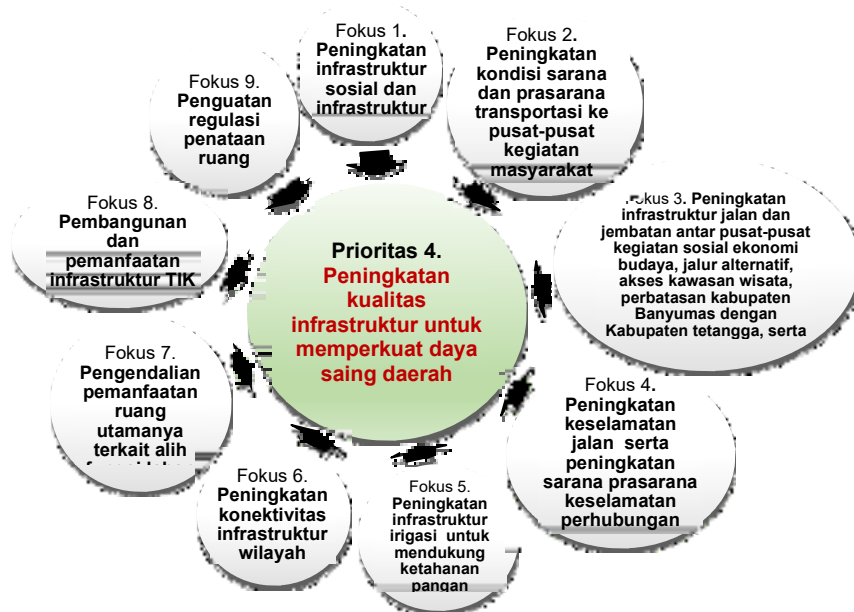 Fokus 1.
Peningkatan
infrastruktur
sosial dan
infrastruktur
Fokus 2.
Peningkatan
kondisi sarana
dan prasarana
transportasi ke
pusat-pusat
kegiatan
masyarakat
Fokus 3. Peningkatan
infrastruktur jalan dan
jembatan antar pusat-pusat
kegiatan sosial ekonomi
budaya, jalur alternatif,
akses kawasan wisata,
perbatasan kabupaten
Banyumas dengan
Kabupaten tetangga, serta
Fokus 4.
Peningkatan
keselamatan
jalan serta
peningkatan
sarana prasarana
keselamatan
perhubungan
Fokus 5.
Peningkatan
infrastruktur
irigasi untuk
mendukung
ketahanan
pangan
Fokus 6.
Peningkatan
konektivitas
infrastruktur
wilayah
Fokus 7.
Pengendalian
pemanfaatan
ruang
utamanya
terkait alih
Fokus 8.
Pembangunan
dan
pemanfaatan
infrastruktur TIK
Fokus 9.
Penguatan
regulasi
penataan
ruang
Prioritas 4.
Peningkatan
kualitas
infrastruktur untuk
memperkuat daya
saing daerah